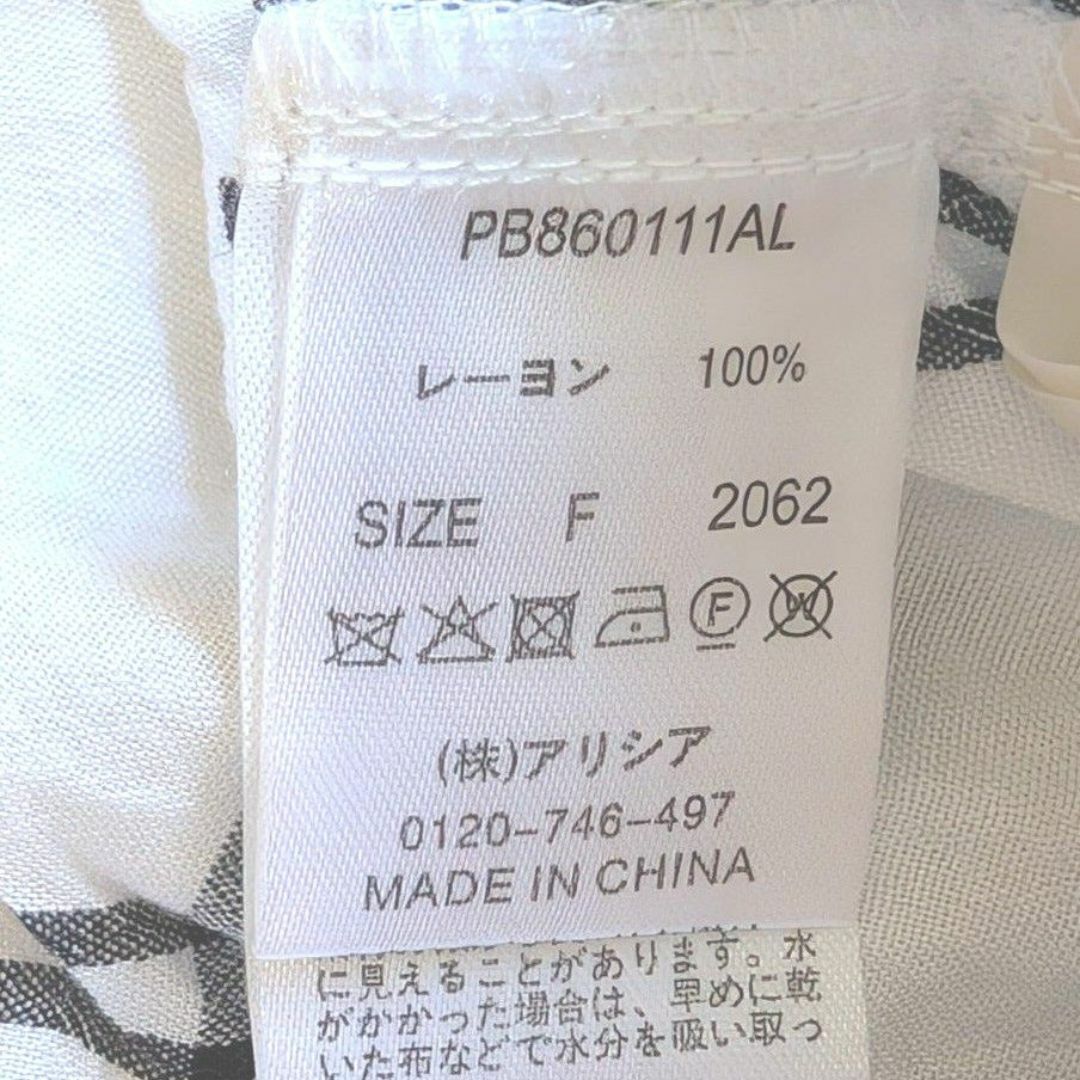 PB860111AL
レーヨン 100%
SIZE F 2062
F W
(株)アリシア
0120-746-497
MADE IN CHINA
に見えることがあります。水
がかかった場合は、早めに乾
いた布などで水分を吸い取っ